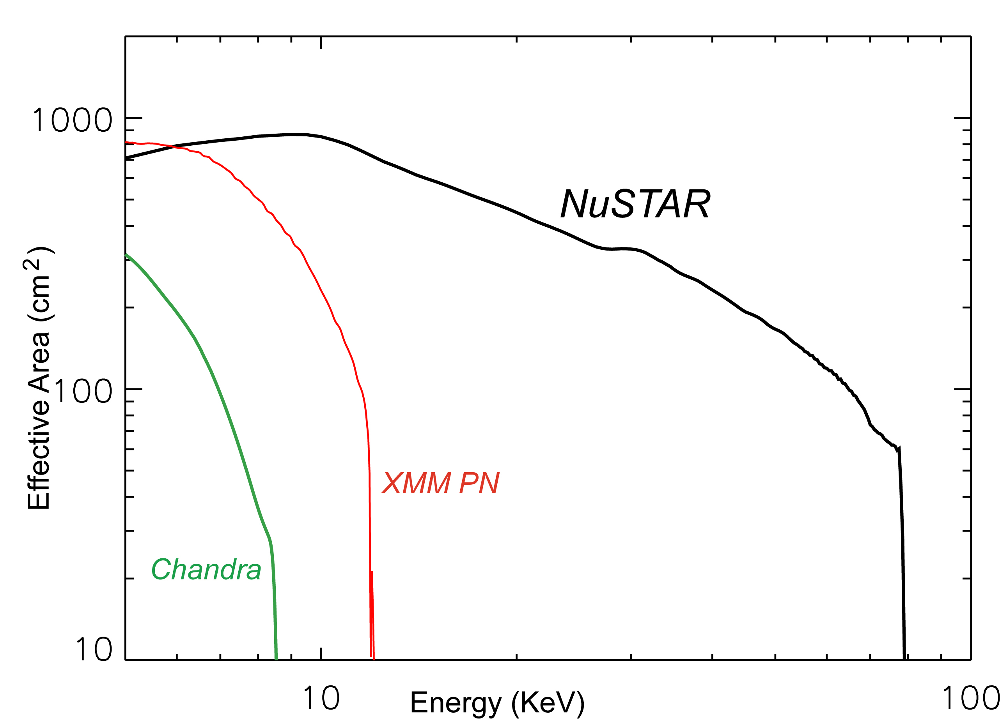 1000
NuSTAR
Effective Area (cm²)
100
XMM PN
Chandra
10
10
Energy (KeV)
100